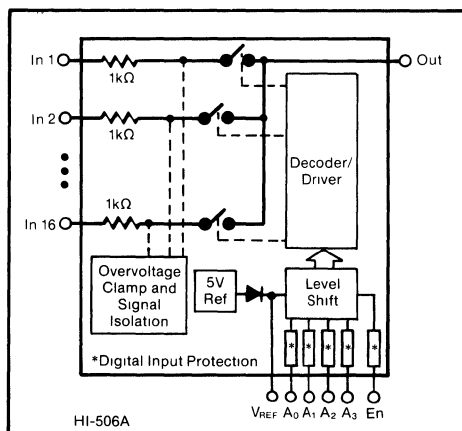 In 1
1kΩ
Out
In 2
1kΩ
Decoder/
Driver
In 16
1kΩ
Overvoltage
Clamp and
Signal
Isolation
5V
Ref
Level
Shift
*Digital Input Protection
* * * * *
VREF A0 A1 A2 A3 En
HI-506A